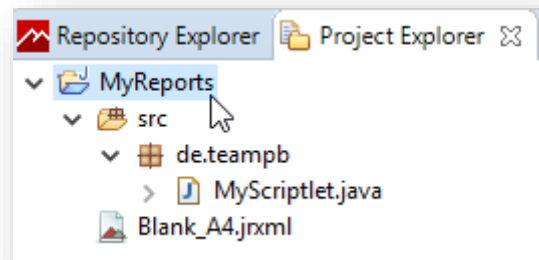 Repository Explorer Project Explorer
MyReports
src
de.teampb
MyScriptlet.java
Blank_A4.jrxml